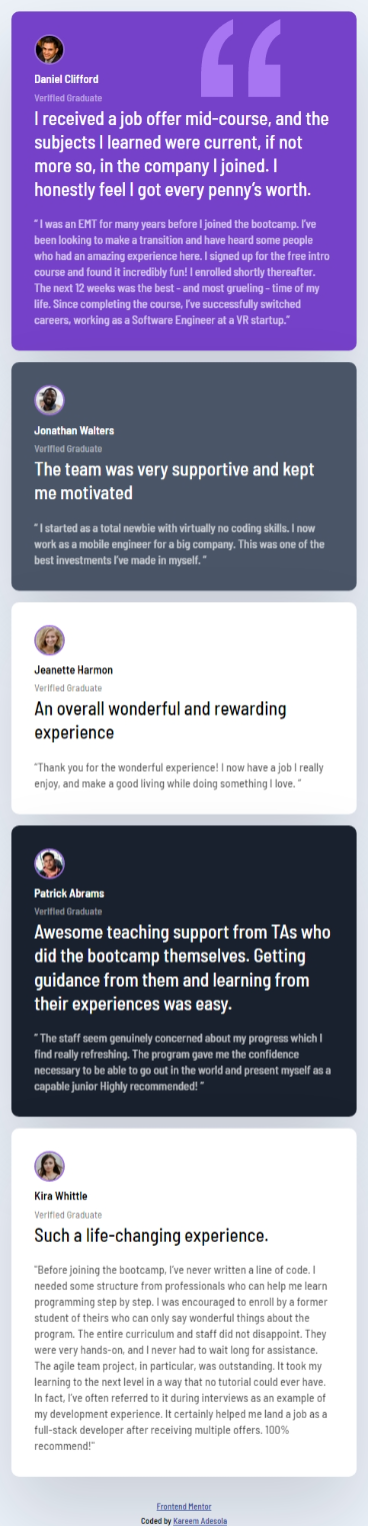 Daniel Clifford
Verified Graduate
I received a job offer mid-course, and the
subjects I learned were current, if not
more so, in the company I joined. I
honestly feel I got every penny’s worth.
“ I was an EMT for many years before I joined the bootcamp. I’ve
been looking to make a transition and have heard some people
who had an amazing experience here. I signed up for the free intro
course and found it incredibly fun! I enrolled shortly thereafter.
The next 12 weeks was the best - and most grueling - time of my
life. Since completing the course, I’ve successfully switched
careers, working as a Software Engineer at a VR startup.”
Jonathan Walters
Verified Graduate
The team was very supportive and kept
me motivated
“ I started as a total newbie with virtually no coding skills. I now
work as a mobile engineer for a big company. This was one of the
best investments I’ve made in myself. ”
Jeanette Harmon
Verified Graduate
An overall wonderful and rewarding
experience
“Thank you for the wonderful experience! I now have a job I really
enjoy, and make a good living while doing something I love. ”
Patrick Abrams
Verified Graduate
Awesome teaching support from TAs who
did the bootcamp themselves. Getting
guidance from them and learning from
their experiences was easy.
“ The staff seem genuinely concerned about my progress which I
find really refreshing. The program gave me the confidence
necessary to be able to go out in the world and present myself as a
capable junior Highly recommended! ”
Kira Whittle
Verified Graduate
Such a life-changing experience.
“Before joining the bootcamp, I’ve never written a line of code. I
needed some structure from professionals who can help me learn
programming step by step. I was encouraged to enroll by a former
student of theirs who can only say wonderful things about the
program. The entire curriculum and staff did not disappoint. They
were very hands-on, and I never had to wait long for assistance.
The agile team project, in particular, was outstanding. It took my
learning to the next level in a way that no tutorial could ever have.
In fact, I’ve often referred to it during interviews as an example of
my development experience. It certainly helped me land a job as a
full-stack developer after receiving multiple offers. 100%
recommend!”
Frontend Mentor
Coded by Kareem Adesola